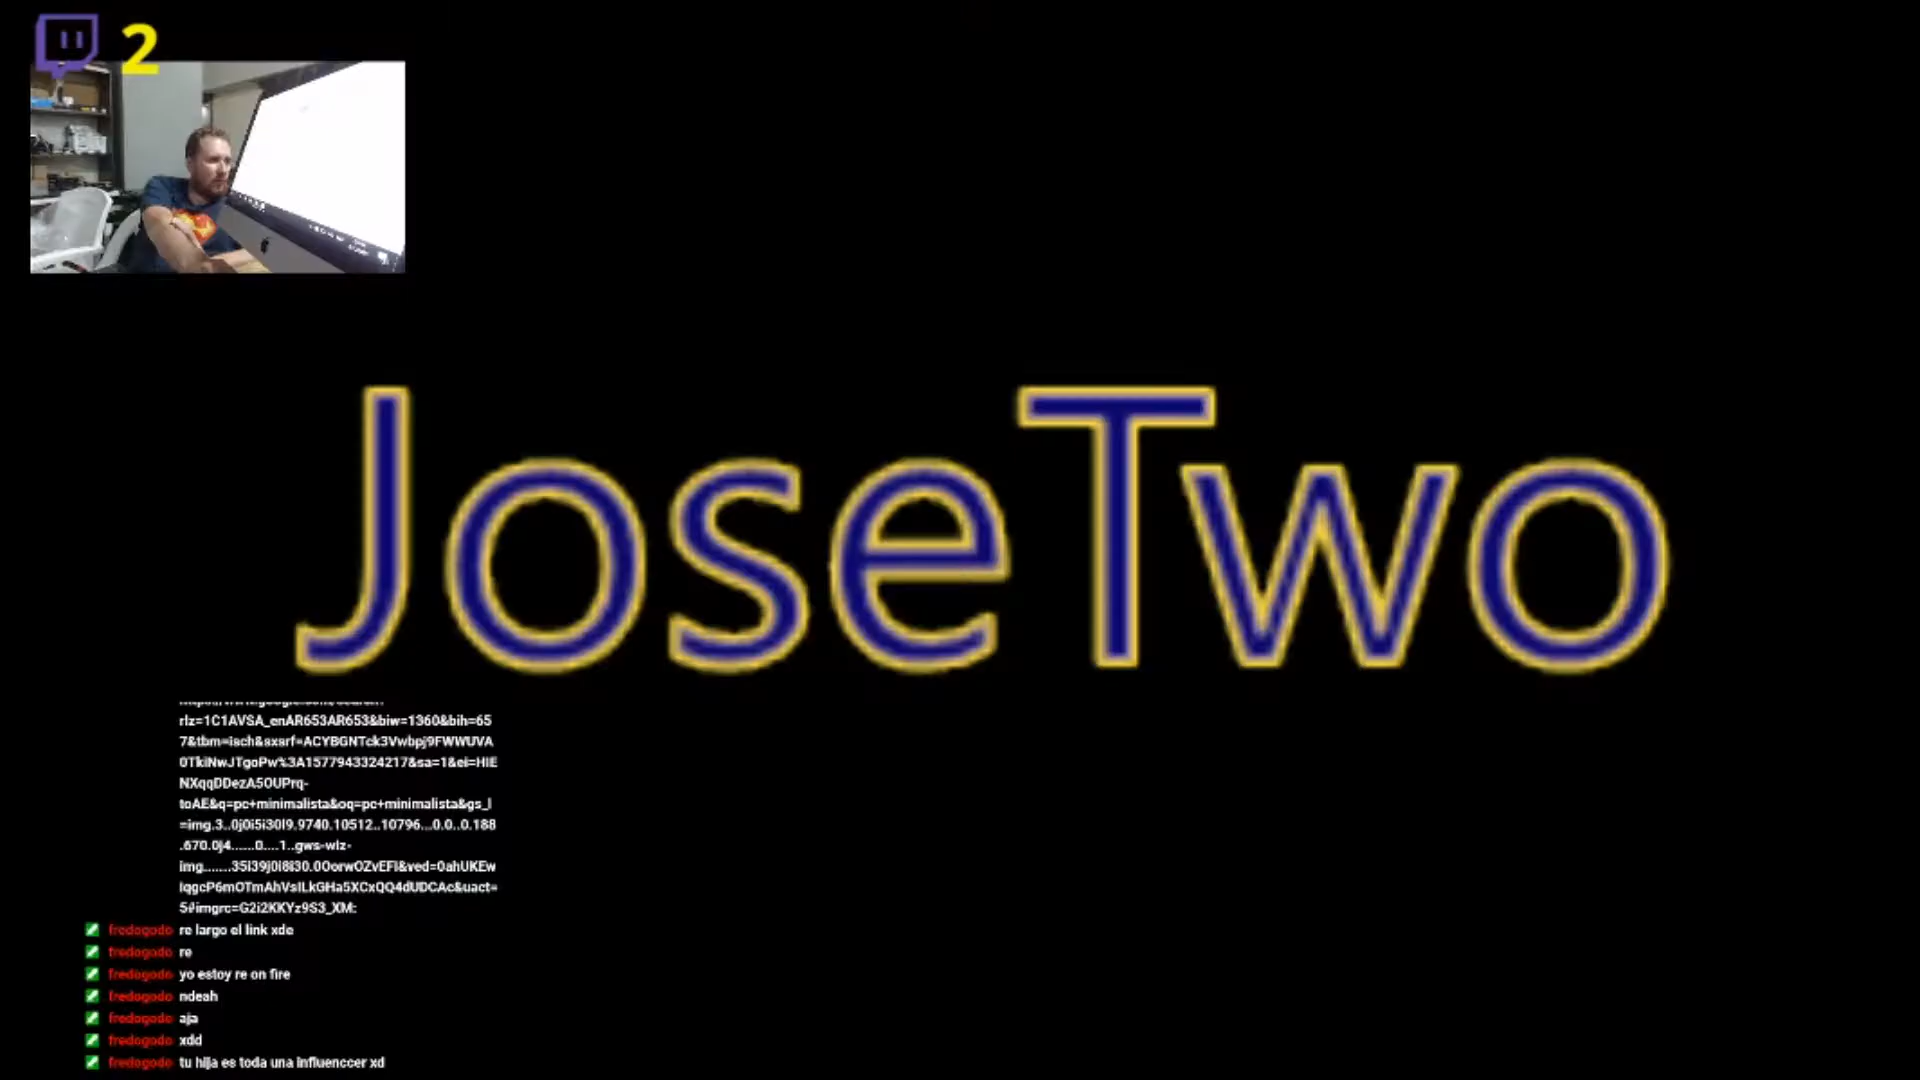 2
JoseTwo
rlz=1C1AVSA_enAR653AR653&biw=1360&bih=65
7&tbm=isch&sxsrf=ACYBGNTck3Vwbpj9FWWUVA
0TkiNwJTgoPw%3A1577943324217&sa=1&ei=HIE
NXqqDDezA5OUPrq-
toAE&q=pc+minimalista&oq=pc+minimalista&gs_l
=img.3..0j0i5i30l9.9740.10512..10796...0.0..0.188
.670.0j4......0....1..gws-wiz-
img.......35i39j0i8i30.0OorwOZvEFI&ved=0ahUKEw
iqgcP6mOTmAhVsILkGHa5XCxQQ4dUDCAc&uact=
5#imgrc=G2i2KKYz9S3_XM:
fredogodo re largo el link xde
fredogodo re
fredogodo yo estoy re on fire
fredogodo ndeah
fredogodo aja
fredogodo xdd
fredogodo tu hija es toda una influenccer xd